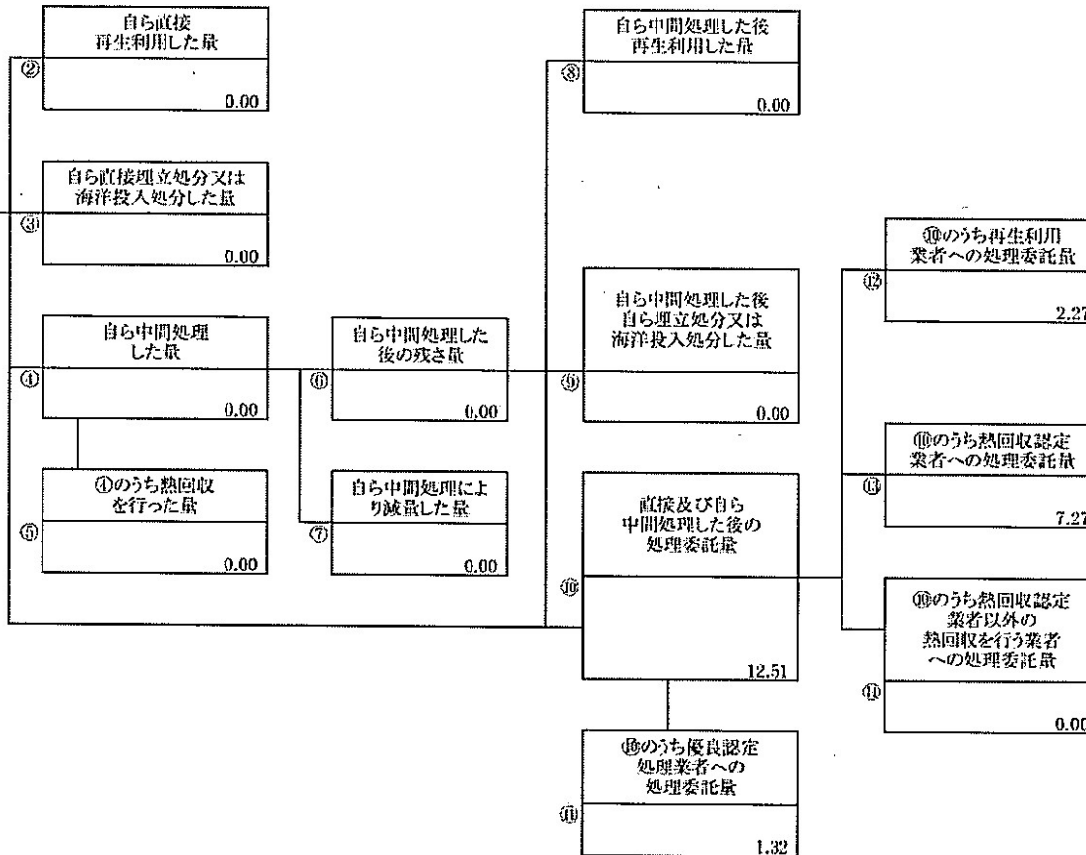 自ら直接
再生利用した量
②
0.00
自ら直接埋立処分又は
海洋投入処分した量
③
0.00
自ら中間処理
した量
④
0.00
④のうち熱回収
を行った量
⑤
0.00
自ら中間処理した
後の残さ量
⑥
0.00
自ら中間処理によ
り減量した量
⑦
0.00
自ら中間処理した後
再生利用した量
⑧
0.00
自ら中間処理した後
自ら埋立処分又は
海洋投入処分した量
⑨
0.00
直接及び自ら
中間処理した後の
処理委託量
⑩
12.51
⑩のうち優良認定
処理業者への
処理委託量
⑪
1.32
⑩のうち再生利用
業者への処理委託量
⑫
2.27
⑩のうち熱回収認定
業者への処理委託量
⑬
7.27
⑩のうち熱回収認定
業者以外の
熱回収を行う業者
への処理委託量
⑭
0.00